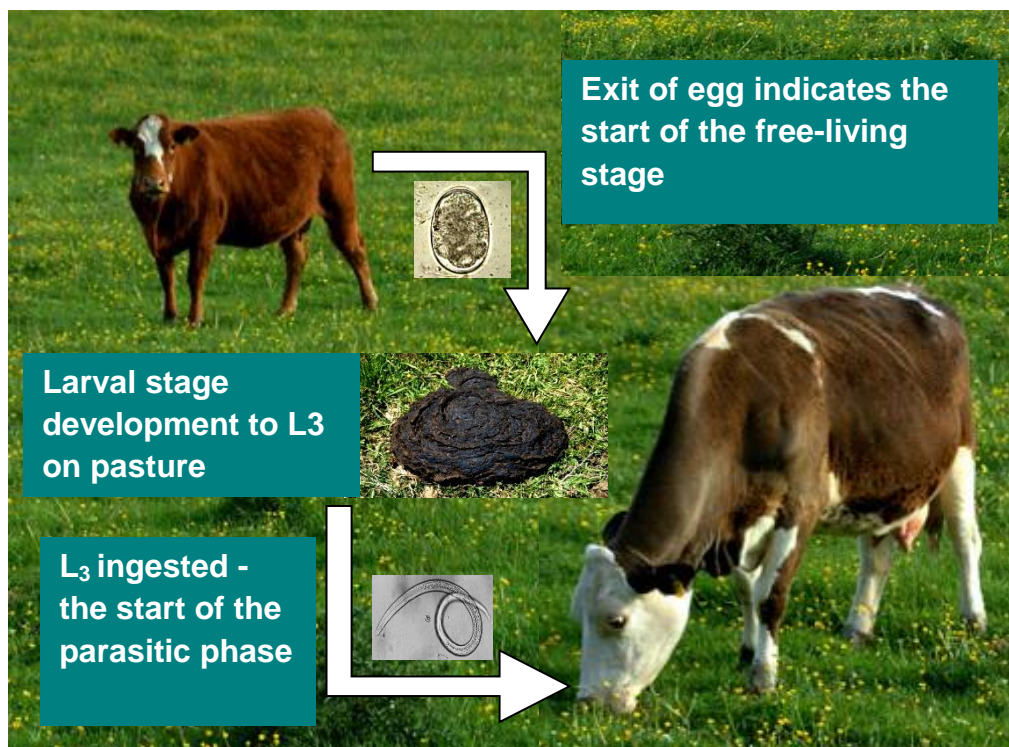 Exit of egg indicates the
start of the free-living
stage
Larval stage
development to L3
on pasture
L₃ ingested -
the start of the
parasitic phase